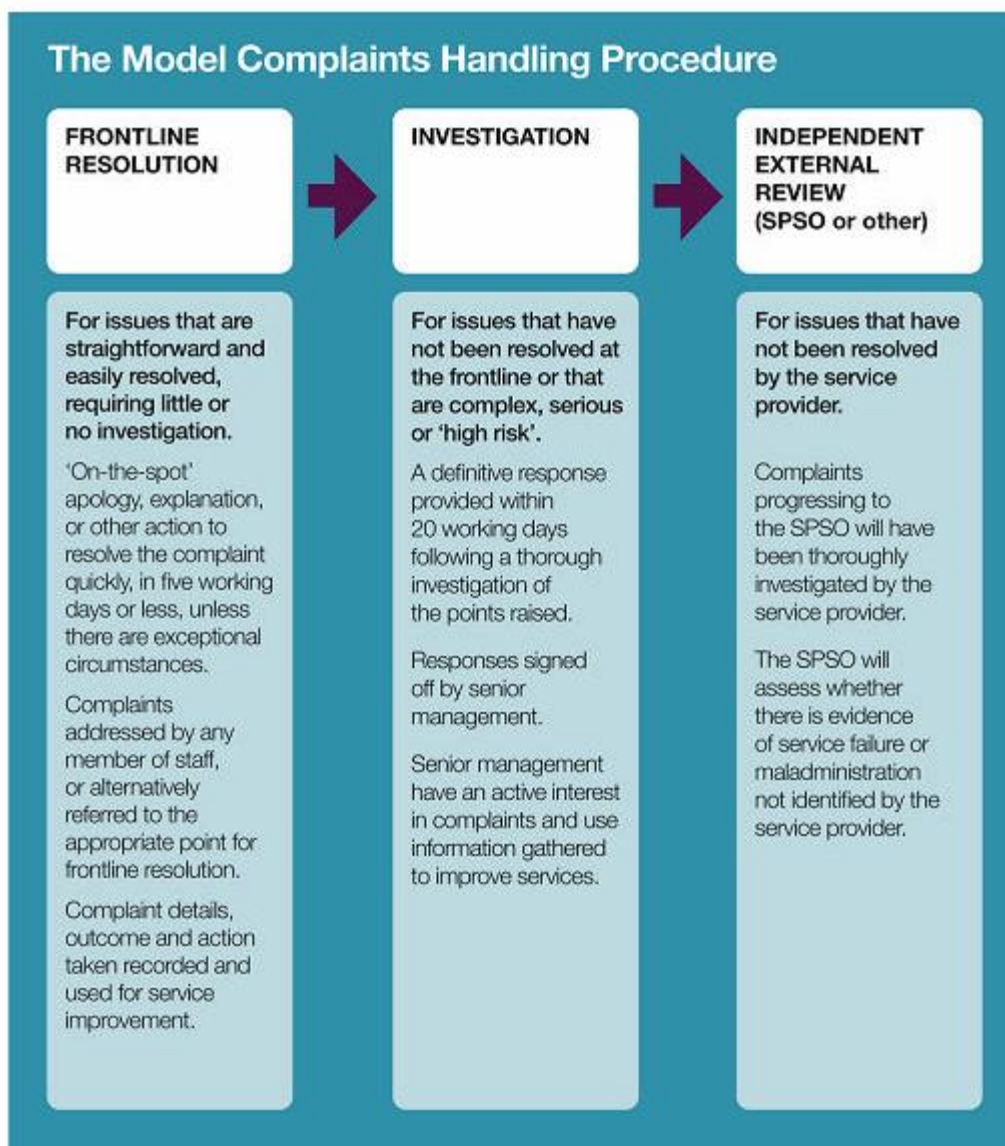 The Model Complaints Handling Procedure
FRONTLINE
RESOLUTION
For issues that are
straightforward and
easily resolved,
requiring little or
no investigation.
‘On-the-spot’
apology, explanation,
or other action to
resolve the complaint
quickly, in five working
days or less, unless
there are exceptional
circumstances.
Complaints
addressed by any
member of staff,
or alternatively
referred to the
appropriate point for
frontline resolution.
Complaint details,
outcome and action
taken recorded and
used for service
improvement.
INVESTIGATION
For issues that have
not been resolved at
the frontline or that
are complex, serious
or ‘high risk’.
A definitive response
provided within
20 working days
following a thorough
investigation of
the points raised.
Responses signed
off by senior
management.
Senior management
have an active interest
in complaints and use
information gathered
to improve services.
INDEPENDENT
EXTERNAL
REVIEW
(SPSO or other)
For issues that have
not been resolved
by the service
provider.
Complaints
progressing to
the SPSO will have
been thoroughly
investigated by the
service provider.
The SPSO will
assess whether
there is evidence
of service failure or
maladministration
not identified by the
service provider.